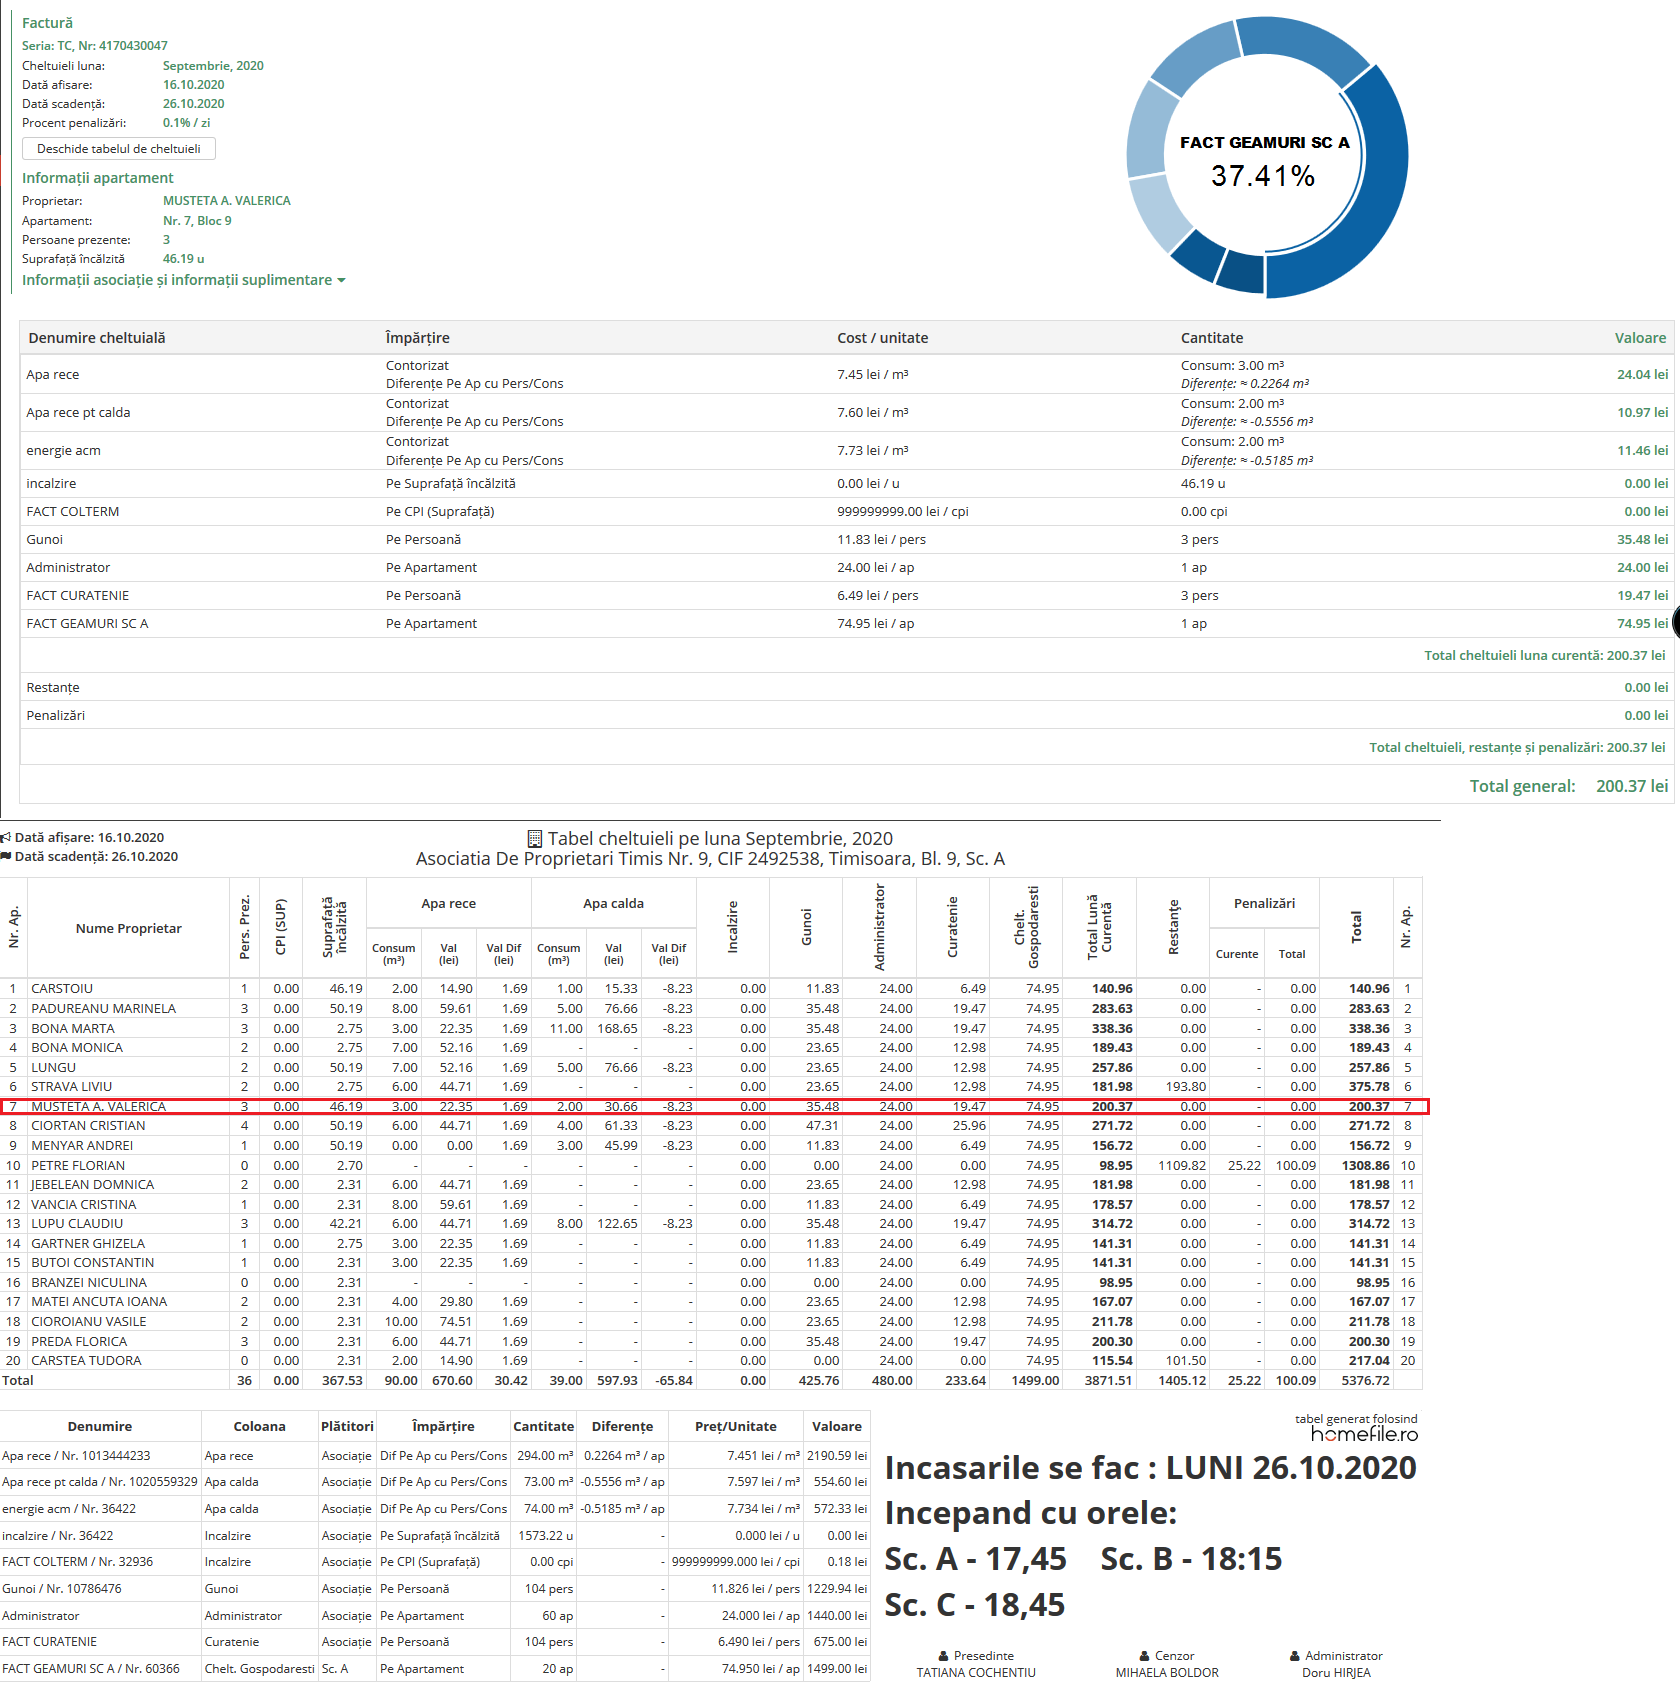 Factură
Seria: TC, Nr: 4170430047
Cheltuieli luna: Septembrie, 2020
Dată afisare: 16.10.2020
Dată scadență: 26.10.2020
Procent penalizări: 0.1% / zi
Deschide tabelul de cheltuieli
Informații apartament
Proprietar: MUSTETA A. VALERICA
Apartament: Nr. 7, Bloc 9
Persoane prezente: 3
Suprafață încălzită 46.19 u
Informații asociație și informații suplimentare
FACT GEAMURI SC A
37.41%
Denumire cheltuială Împărțire Cost / unitate Cantitate Valoare
Apa rece Contorizat Diferențe Pe Ap cu Pers/Cons 7.45 lei / m³ Consum: 3.00 m³ Diferențe: ≈ 0.2264 m³ 24.04 lei
Apa rece pt calda Contorizat Diferențe Pe Ap cu Pers/Cons 7.60 lei / m³ Consum: 2.00 m³ Diferențe: ≈ -0.5556 m³ 10.97 lei
energie acm Contorizat Diferențe Pe Ap cu Pers/Cons 7.73 lei / m³ Consum: 2.00 m³ Diferențe: ≈ -0.5185 m³ 11.46 lei
incalzire Pe Suprafață încălzită 0.00 lei / u 46.19 u 0.00 lei
FACT COLTERM Pe CPI (Suprafață) 999999999.00 lei / cpi 0.00 cpi 0.00 lei
Gunoi Pe Persoană 11.83 lei / pers 3 pers 35.48 lei
Administrator Pe Apartament 24.00 lei / ap 1 ap 24.00 lei
FACT CURATENIE Pe Persoană 6.49 lei / pers 3 pers 19.47 lei
FACT GEAMURI SC A Pe Apartament 74.95 lei / ap 1 ap 74.95 lei
Total cheltuieli luna curentă: 200.37 lei
Restanțe 0.00 lei
Penalizări 0.00 lei
Total cheltuieli, restanțe și penalizări: 200.37 lei
Total general: 200.37 lei
Dată afișare: 16.10.2020
Dată scadență: 26.10.2020
Tabel cheltuieli pe luna Septembrie, 2020
Asociatia De Proprietari Timis Nr. 9, CIF 2492538, Timisoara, Bl. 9, Sc. A
Nr. Ap. Nume Proprietar Pers. Prez. CPI (SUP) Suprafață încălzită Apa rece Apa calda Incalzire Gunoi Administrator Curatenie Chelt. Gospodaresti Total Lună Curentă Restanțe Penalizări Total Nr. Ap.
Consum (m³) Val (lei) Val Dif (lei) Consum (m³) Val (lei) Val Dif (lei) Curente Total
1 CARSTOIU 1 0.00 46.19 2.00 14.90 1.69 1.00 15.33 -8.23 0.00 11.83 24.00 6.49 74.95 140.96 0.00 - 0.00 140.96 1
2 PADUREANU MARINELA 3 0.00 50.19 8.00 59.61 1.69 5.00 76.66 -8.23 0.00 35.48 24.00 19.47 74.95 283.63 0.00 - 0.00 283.63 2
3 BONA MARTA 3 0.00 2.75 3.00 22.35 1.69 11.00 168.65 -8.23 0.00 35.48 24.00 19.47 74.95 338.36 0.00 - 0.00 338.36 3
4 BONA MONICA 2 0.00 2.75 7.00 52.16 1.69 - - - 0.00 23.65 24.00 12.98 74.95 189.43 0.00 - 0.00 189.43 4
5 LUNGU 2 0.00 50.19 7.00 52.16 1.69 5.00 76.66 -8.23 0.00 23.65 24.00 12.98 74.95 257.86 0.00 - 0.00 257.86 5
6 STRAVA LIVIU 2 0.00 2.75 6.00 44.71 1.69 - - - 0.00 23.65 24.00 12.98 74.95 181.98 193.80 - 0.00 375.78 6
7 MUSTETA A. VALERICA 3 0.00 46.19 3.00 22.35 1.69 2.00 30.66 -8.23 0.00 35.48 24.00 19.47 74.95 200.37 0.00 - 0.00 200.37 7
8 CIORTAN CRISTIAN 4 0.00 50.19 6.00 44.71 1.69 4.00 61.33 -8.23 0.00 47.31 24.00 25.96 74.95 271.72 0.00 - 0.00 271.72 8
9 MENYAR ANDREI 1 0.00 50.19 0.00 0.00 1.69 3.00 45.99 -8.23 0.00 11.83 24.00 6.49 74.95 156.72 0.00 - 0.00 156.72 9
10 PETRE FLORIAN 0 0.00 2.70 - - - - - - 0.00 0.00 24.00 0.00 74.95 98.95 1109.82 25.22 100.09 1308.86 10
11 JEBELEAN DOMNICA 2 0.00 2.31 6.00 44.71 1.69 - - - 0.00 23.65 24.00 12.98 74.95 181.98 0.00 - 0.00 181.98 11
12 VANCIA CRISTINA 1 0.00 2.31 8.00 59.61 1.69 - - - 0.00 11.83 24.00 6.49 74.95 178.57 0.00 - 0.00 178.57 12
13 LUPU CLAUDIU 3 0.00 42.21 6.00 44.71 1.69 8.00 122.65 -8.23 0.00 35.48 24.00 19.47 74.95 314.72 0.00 - 0.00 314.72 13
14 GARTNER GHIZELA 1 0.00 2.75 3.00 22.35 1.69 - - - 0.00 11.83 24.00 6.49 74.95 141.31 0.00 - 0.00 141.31 14
15 BUTOI CONSTANTIN 1 0.00 2.31 3.00 22.35 1.69 - - - 0.00 11.83 24.00 6.49 74.95 141.31 0.00 - 0.00 141.31 15
16 BRANZEI NICULINA 0 0.00 2.31 - - - - - - 0.00 0.00 24.00 0.00 74.95 98.95 0.00 - 0.00 98.95 16
17 MATEI ANCUTA IOANA 2 0.00 2.31 4.00 29.80 1.69 - - - 0.00 23.65 24.00 12.98 74.95 167.07 0.00 - 0.00 167.07 17
18 CIOROIANU VASILE 2 0.00 2.31 10.00 74.51 1.69 - - - 0.00 23.65 24.00 12.98 74.95 211.78 0.00 - 0.00 211.78 18
19 PREDA FLORICA 3 0.00 2.31 6.00 44.71 1.69 - - - 0.00 35.48 24.00 19.47 74.95 200.30 0.00 - 0.00 200.30 19
20 CARSTEA TUDORA 0 0.00 2.31 2.00 14.90 1.69 - - - 0.00 0.00 24.00 0.00 74.95 115.54 101.50 - 0.00 217.04 20
Total 36 0.00 367.53 90.00 670.60 30.42 39.00 597.93 -65.84 0.00 425.76 480.00 233.64 1499.00 3871.51 1405.12 25.22 100.09 5376.72
Denumire Coloana Plătitori Împărțire Cantitate Diferențe Preț/Unitate Valoare
Apa rece / Nr. 1013444233 Apa rece Asociație Dif Pe Ap cu Pers/Cons 294.00 m³ 0.2264 m³ / ap 7.451 lei / m³ 2190.59 lei
Apa rece pt calda / Nr. 1020559329 Apa calda Asociație Dif Pe Ap cu Pers/Cons 73.00 m³ -0.5556 m³ / ap 7.597 lei / m³ 554.60 lei
energie acm / Nr. 36422 Apa calda Asociație Dif Pe Ap cu Pers/Cons 74.00 m³ -0.5185 m³ / ap 7.734 lei / m³ 572.33 lei
incalzire / Nr. 36422 Incalzire Asociație Pe Suprafață încălzită 1573.22 u - 0.000 lei / u 0.00 lei
FACT COLTERM / Nr. 32936 Incalzire Asociație Pe CPI (Suprafață) 0.00 cpi - 999999999.000 lei / cpi 0.18 lei
Gunoi / Nr. 10786476 Gunoi Asociație Pe Persoană 104 pers - 11.826 lei / pers 1229.94 lei
Administrator Administrator Asociație Pe Apartament 60 ap - 24.000 lei / ap 1440.00 lei
FACT CURATENIE Curatenie Asociație Pe Persoană 104 pers - 6.490 lei / pers 675.00 lei
FACT GEAMURI SC A / Nr. 60366 Chelt. Gospodaresti Sc. A Pe Apartament 20 ap - 74.950 lei / ap 1499.00 lei
tabel generat folosind
homefile.ro
Incasarile se fac : LUNI 26.10.2020
Incepand cu orele:
Sc. A - 17,45 Sc. B - 18:15
Sc. C - 18,45
Presedinte Cenzor Administrator
TATIANA COCHENTIU MIHAELA BOLDOR Doru HIRJEA